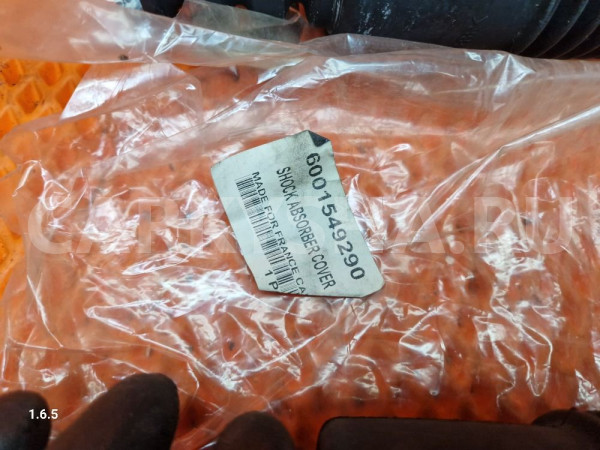 6001549290
SHOCK ABSORBER COVER
MADE FOR FRANCE CA
1 P
1.6.5